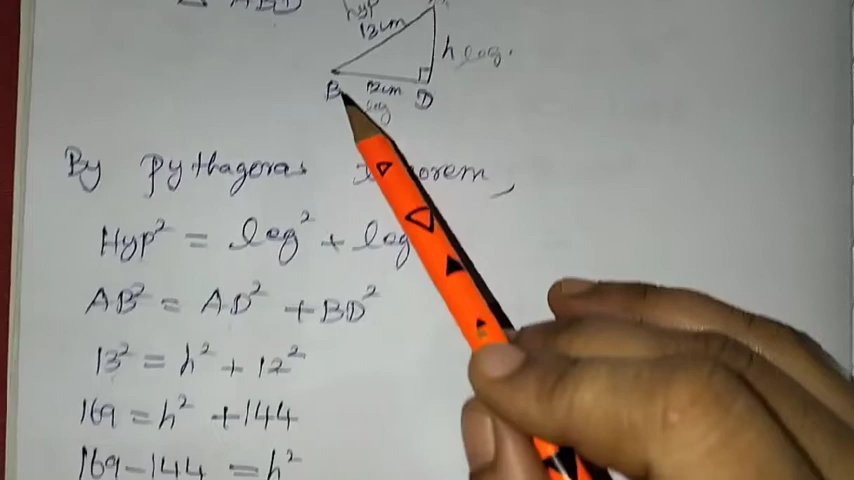 ABD
hyp
13cm
h leg.
B 12cm D
leg
By Pythagoras
Hyp² = leg² + leg
AB² = AD² + BD²
13² = h² + 12²
169 = h² + 144
169 - 144 = h²